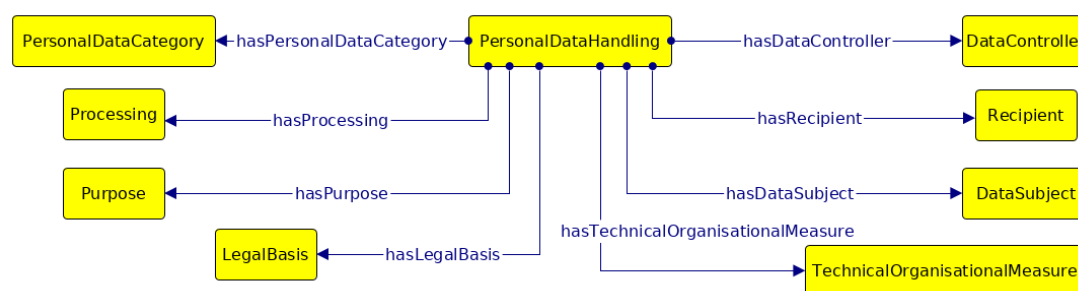 PersonalDataCategory
hasPersonalDataCategory
PersonalDataHandling
hasDataController
DataControlle
Processing
hasProcessing
hasRecipient
Recipient
Purpose
hasPurpose
hasDataSubject
DataSubject
hasTechnicalOrganisationalMeasure
LegalBasis
hasLegalBasis
TechnicalOrganisationalMeasure